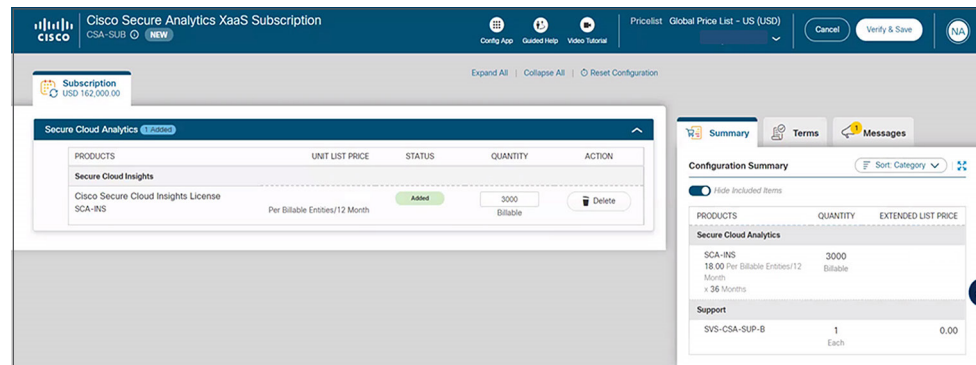 CISCO
Cisco Secure Analytics XaaS Subscription
CSA-SUB NEW
Config App Guided Help Video Tutorial
Pricelist Global Price List - US (USD)
Cancel
Verify & Save
NA
Expand All | Collapse All | Reset Configuration
Subscription
USD 162,000.00
Secure Cloud Analytics 1 Added
PRODUCTS UNIT LIST PRICE STATUS QUANTITY ACTION
Secure Cloud Insights
Cisco Secure Cloud Insights License
SCA-INS
Per Billable Entities/12 Month
Added
3000
Billable
Delete
Summary Terms 1 Messages
Configuration Summary Sort: Category
Hide Included Items
PRODUCTS QUANTITY EXTENDED LIST PRICE
Secure Cloud Analytics
SCA-INS 3000
18.00 Per Billable Entities/12 Billable
Month
x 36 Months
Support
SVS-CSA-SUP-B 1 0.00
Each